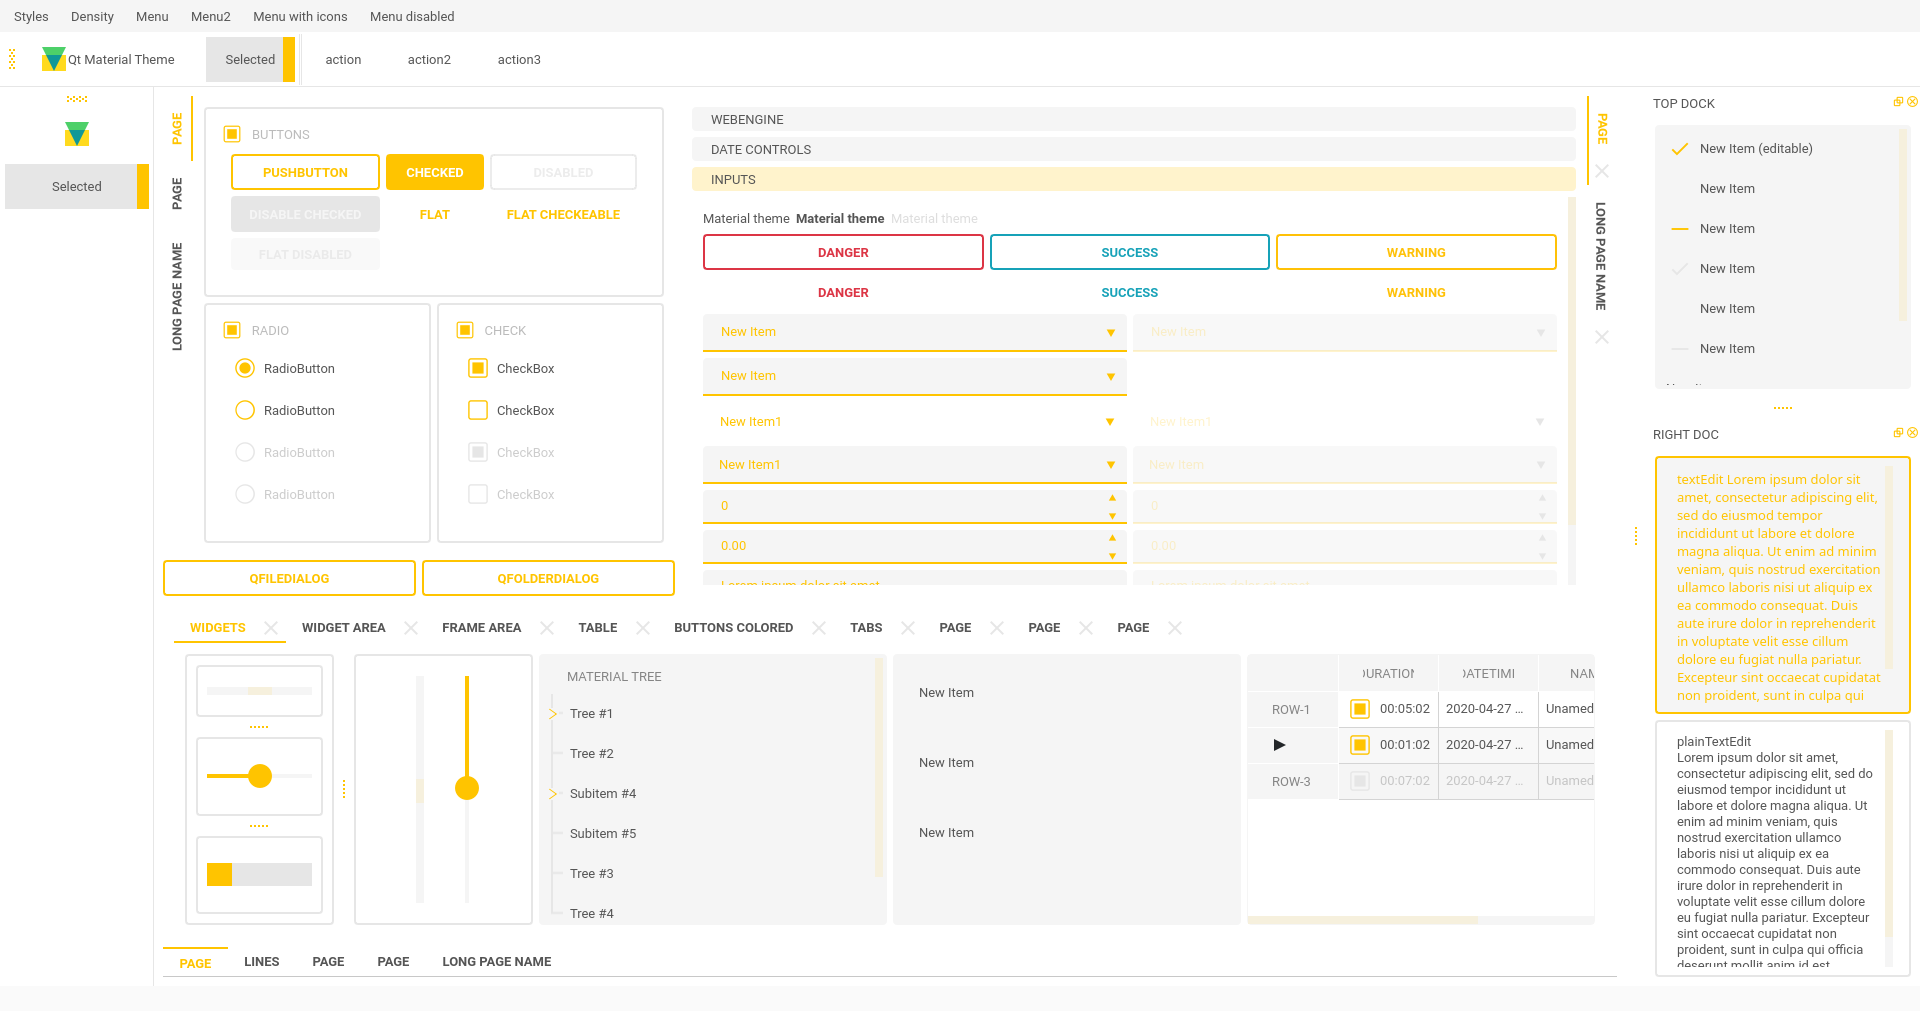 Styles Density Menu Menu2 Menu with icons Menu disabled
Qt Material Theme Selected action action2 action3
Selected
PAGE
PAGE
LONG PAGE NAME
BUTTONS
PUSHBUTTON CHECKED DISABLED
DISABLE CHECKED FLAT FLAT CHECKEABLE
FLAT DISABLED
RADIO
RadioButton
RadioButton
RadioButton
RadioButton
CHECK
CheckBox
CheckBox
CheckBox
CheckBox
QFILEDIALOG QFOLDERDIALOG
WEBENGINE
DATE CONTROLS
INPUTS
Material theme Material theme Material theme
DANGER SUCCESS WARNING
DANGER SUCCESS WARNING
New Item New Item
New Item
New Item1 New Item1
New Item1 New Item
0 0
0.00 0.00
Lorem ipsum dolor sit amet Lorem ipsum dolor sit amet
PAGE
LONG PAGE NAME
TOP DOCK
New Item (editable)
New Item
New Item
New Item
New Item
New Item
RIGHT DOC
textEdit Lorem ipsum dolor sit
amet, consectetur adipiscing elit,
sed do eiusmod tempor
incididunt ut labore et dolore
magna aliqua. Ut enim ad minim
veniam, quis nostrud exercitation
ullamco laboris nisi ut aliquip ex
ea commodo consequat. Duis
aute irure dolor in reprehenderit
in voluptate velit esse cillum
dolore eu fugiat nulla pariatur.
Excepteur sint occaecat cupidatat
non proident, sunt in culpa qui
plainTextEdit
Lorem ipsum dolor sit amet,
consectetur adipiscing elit, sed do
eiusmod tempor incididunt ut
labore et dolore magna aliqua. Ut
enim ad minim veniam, quis
nostrud exercitation ullamco
laboris nisi ut aliquip ex ea
commodo consequat. Duis aute
irure dolor in reprehenderit in
voluptate velit esse cillum dolore
eu fugiat nulla pariatur. Excepteur
sint occaecat cupidatat non
proident, sunt in culpa qui officia
deserunt mollit anim id est
WIDGETS WIDGET AREA FRAME AREA TABLE BUTTONS COLORED TABS PAGE PAGE PAGE
MATERIAL TREE
Tree #1
Tree #2
Subitem #4
Subitem #5
Tree #3
Tree #4
New Item
New Item
New Item
URATION ATETIME NAM
ROW-1 00:05:02 2020-04-27 ... Unamed
00:01:02 2020-04-27 ... Unamed
ROW-3 00:07:02 2020-04-27 ... Unamed
PAGE LINES PAGE PAGE LONG PAGE NAME